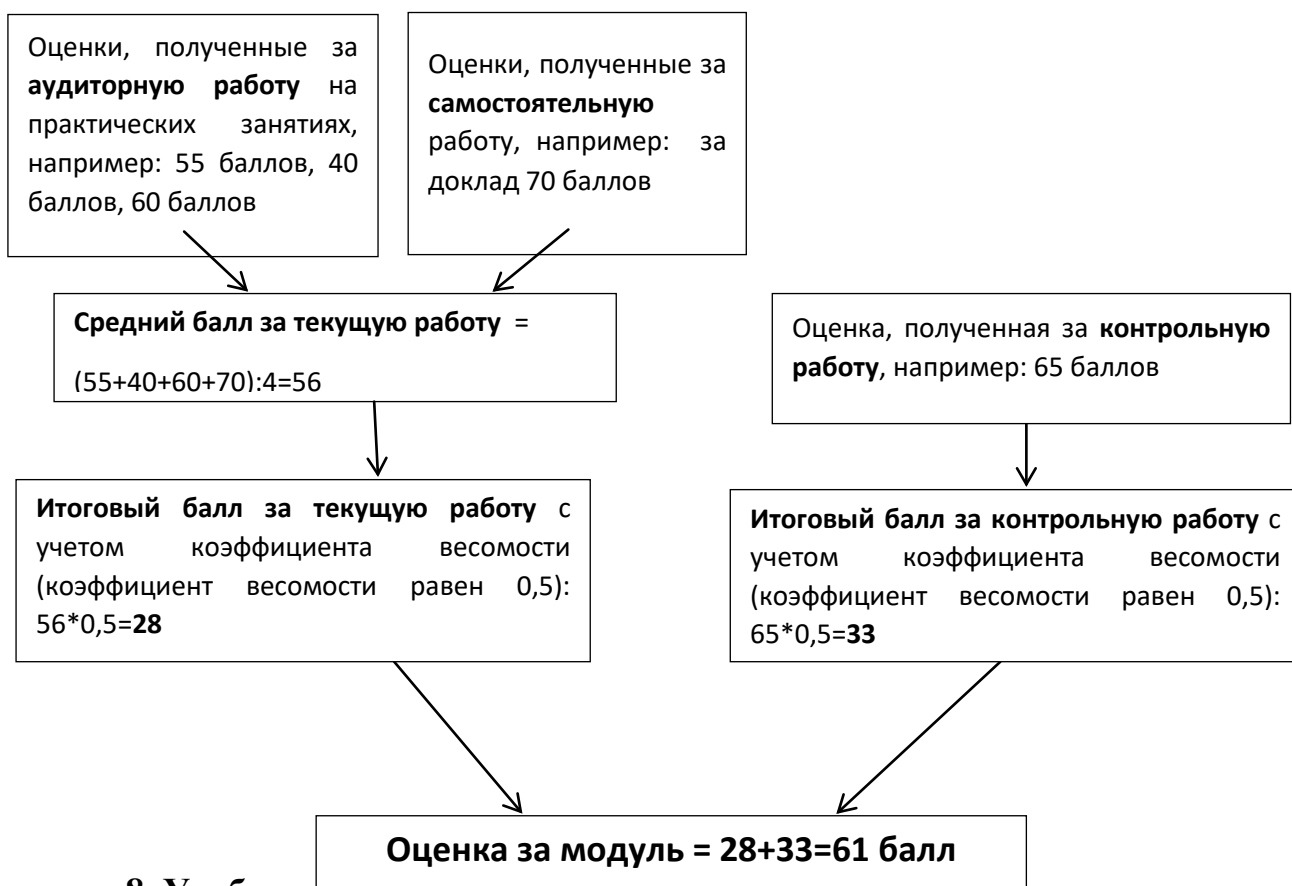 Оценки, полученные за
аудиторную работу на
практических занятиях,
например: 55 баллов, 40
баллов, 60 баллов
Оценки, полученные за
самостоятельную
работу, например: за
доклад 70 баллов
Средний балл за текущую работу =
(55+40+60+70):4=56
Оценка, полученная за контрольную
работу, например: 65 баллов
Итоговый балл за текущую работу с
учетом коэффициента весомости
(коэффициент весомости равен 0,5):
56*0,5=28
Итоговый балл за контрольную работу с
учетом коэффициента весомости
(коэффициент весомости равен 0,5):
65*0,5=33
Оценка за модуль = 28+33=61 балл